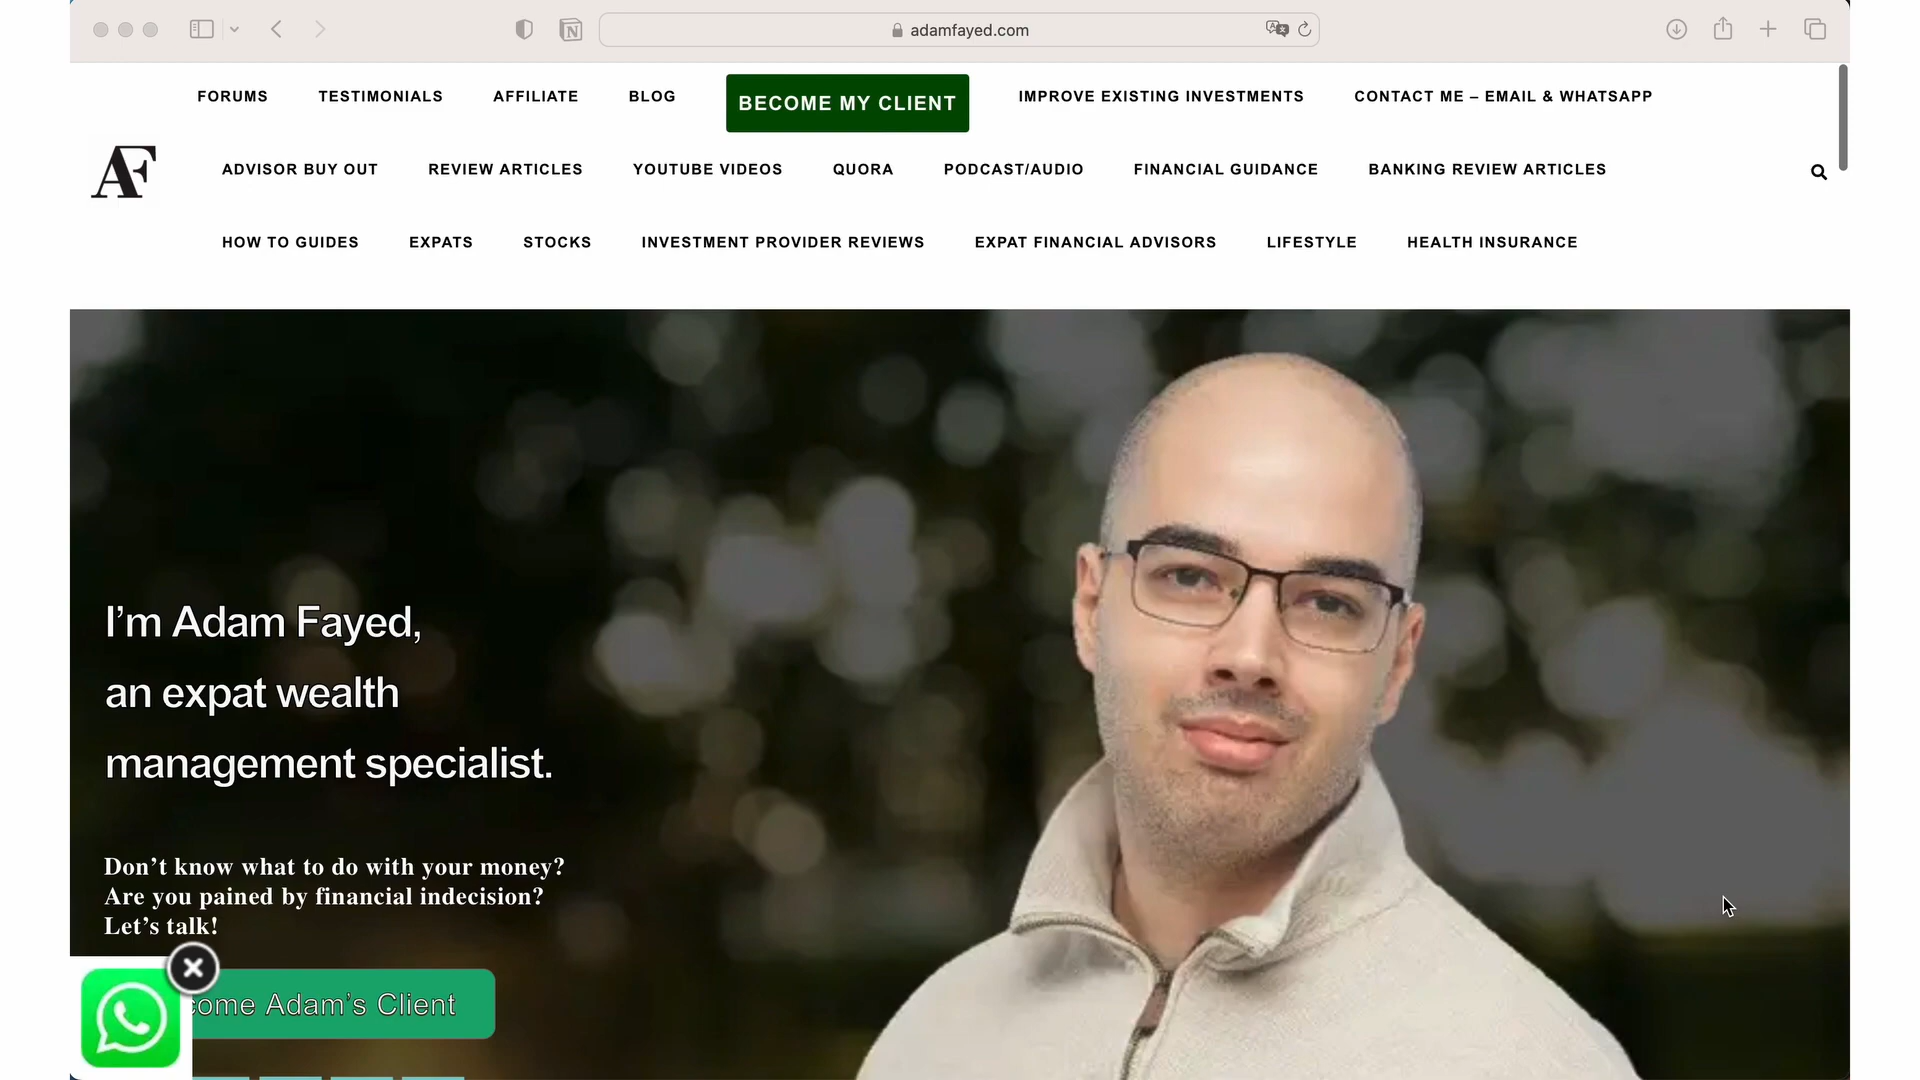 adamfayed.com
FORUMS TESTIMONIALS AFFILIATE BLOG BECOME MY CLIENT IMPROVE EXISTING INVESTMENTS CONTACT ME – EMAIL & WHATSAPP
AF
ADVISOR BUY OUT REVIEW ARTICLES YOUTUBE VIDEOS QUORA PODCAST/AUDIO FINANCIAL GUIDANCE BANKING REVIEW ARTICLES
HOW TO GUIDES EXPATS STOCKS INVESTMENT PROVIDER REVIEWS EXPAT FINANCIAL ADVISORS LIFESTYLE HEALTH INSURANCE
I’m Adam Fayed,
an expat wealth
management specialist.
Don’t know what to do with your money?
Are you pained by financial indecision?
Let’s talk!
come Adam’s Client